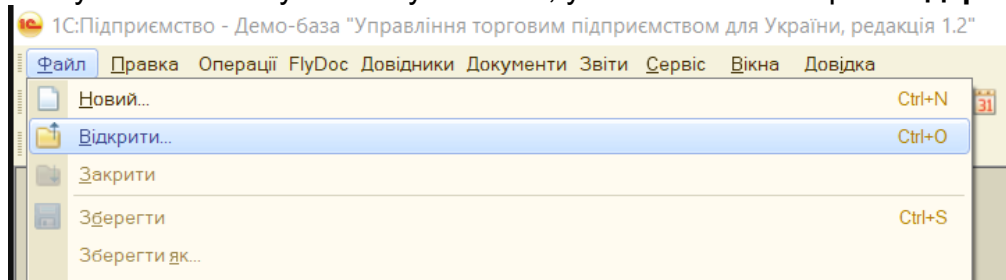 1С:Підприємство - Демо-база "Управління торговим підприємством для України, редакція 1.2"
Файл Правка Операції FlyDoc Довідники Документи Звіти Сервіс Вікна Довідка
Новий... Ctrl+N
31
Відкрити... Ctrl+O
Закрити
Зберегти Ctrl+S
Зберегти як...